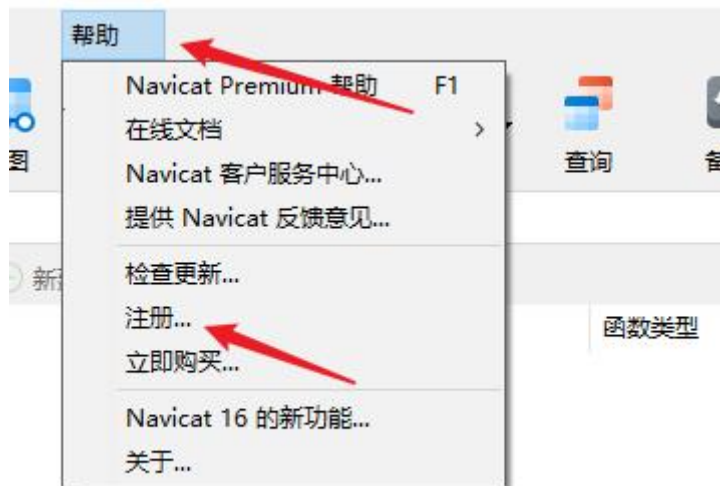 帮助
Navicat Premium 帮助 F1
在线文档
Navicat 客户服务中心...
提供 Navicat 反馈意见...
检查更新...
注册...
立即购买...
Navicat 16 的新功能...
关于...
图
查询
新
函数类型